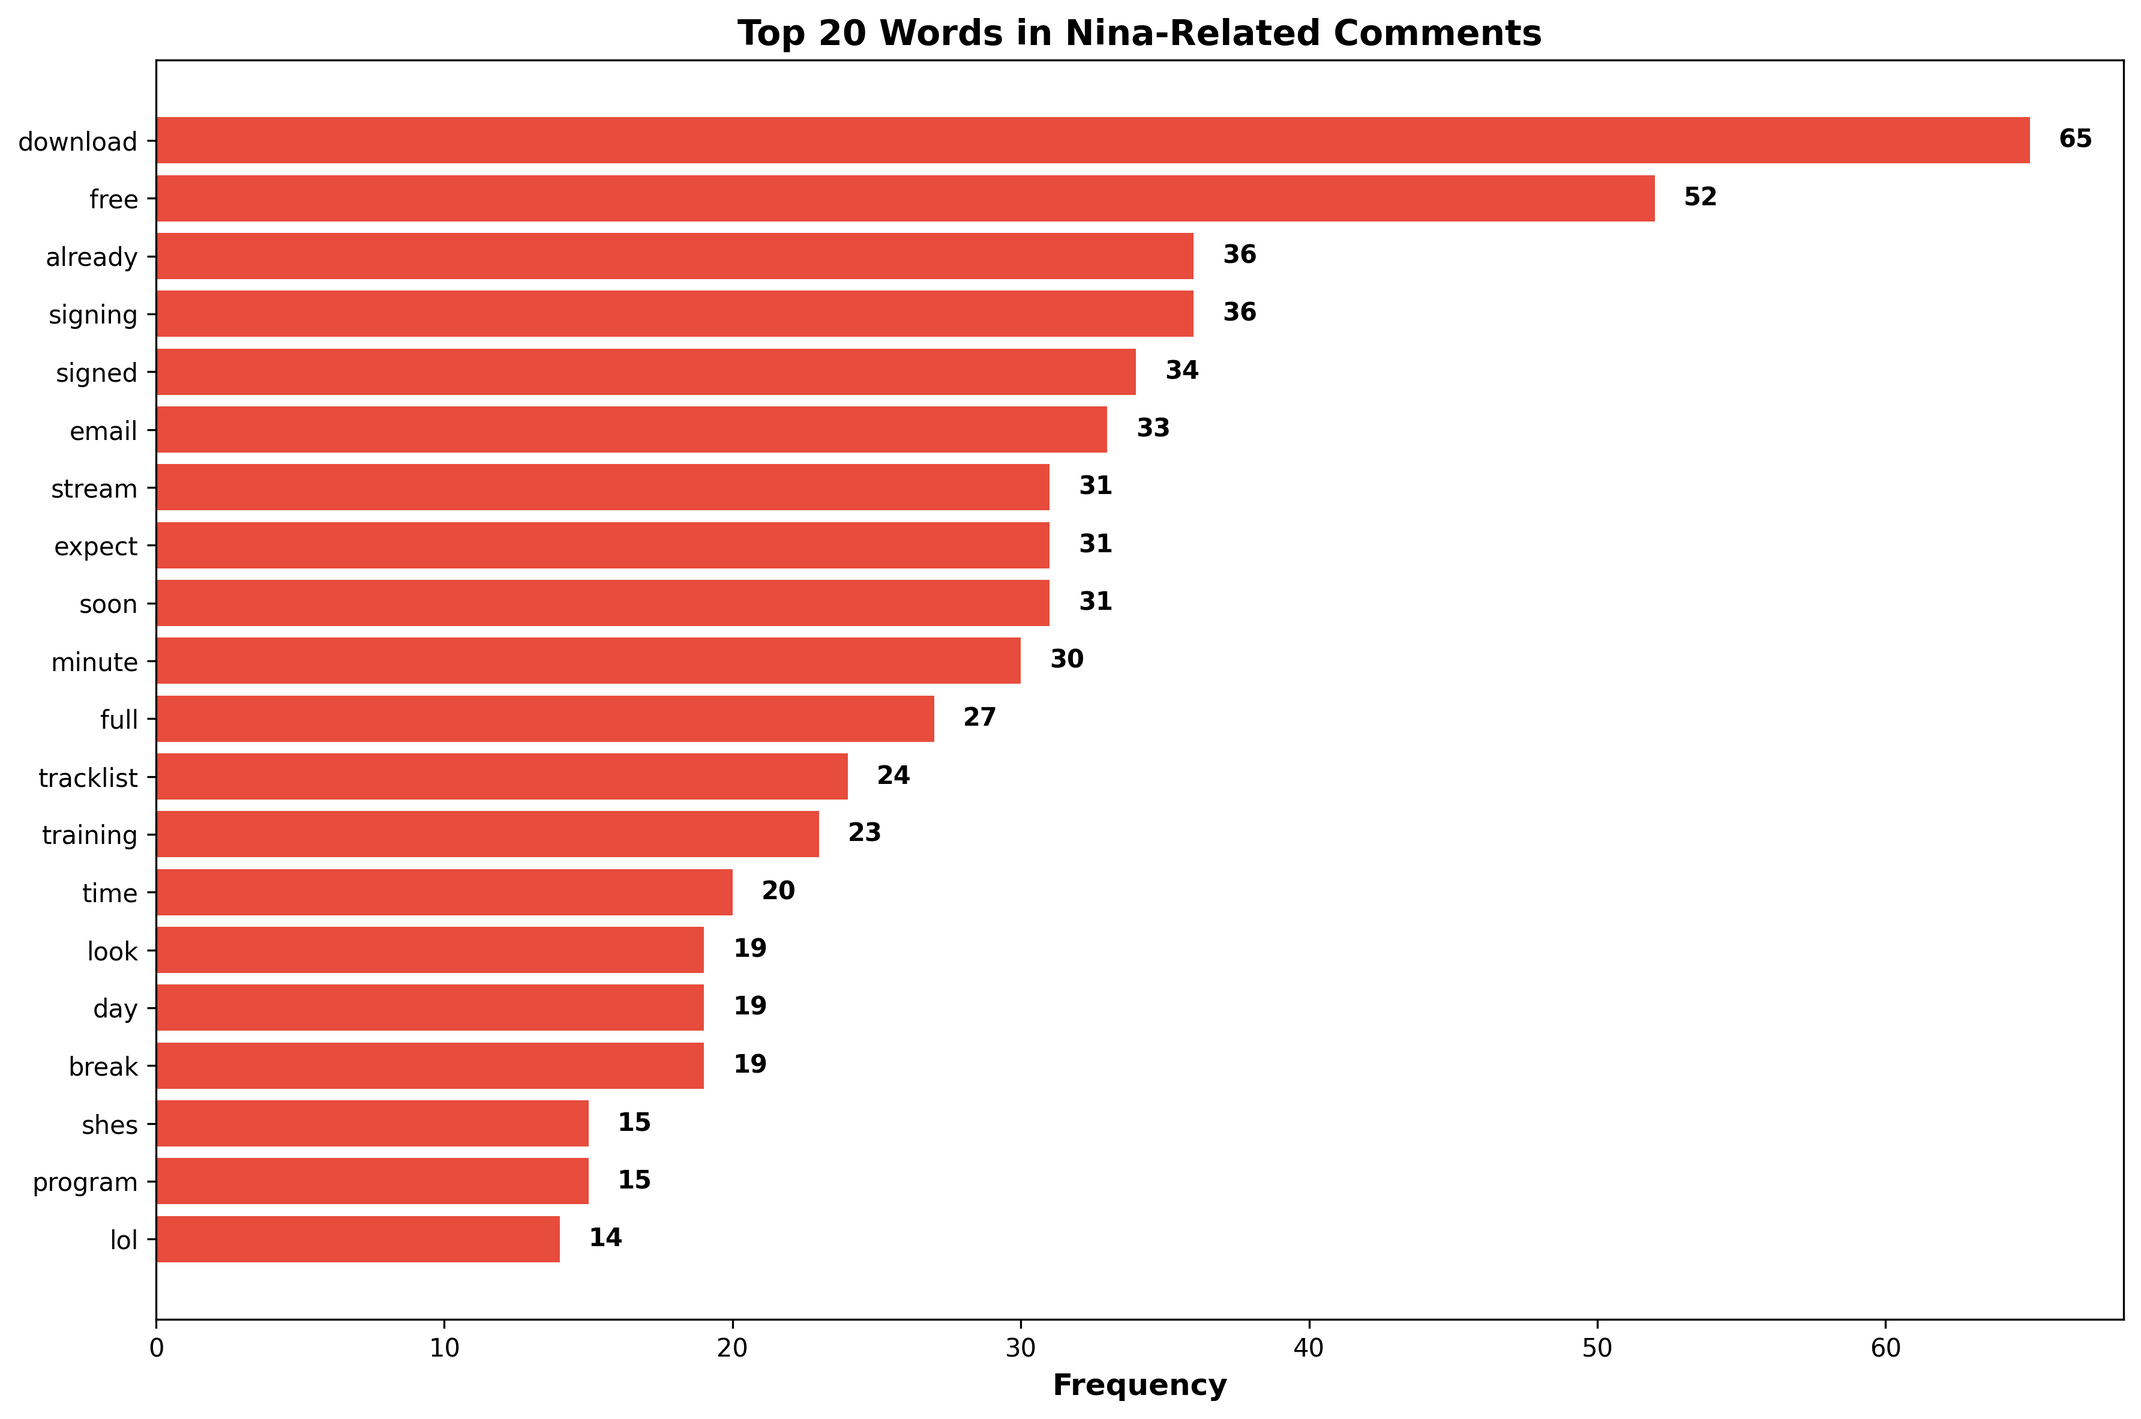 Top 20 Words in Nina-Related Comments
download 65
free 52
already 36
signing 36
signed 34
email 33
stream 31
expect 31
soon 31
minute 30
full 27
tracklist 24
training 23
time 20
look 19
day 19
break 19
shes 15
program 15
lol 14
0 10 20 30 40 50 60
Frequency